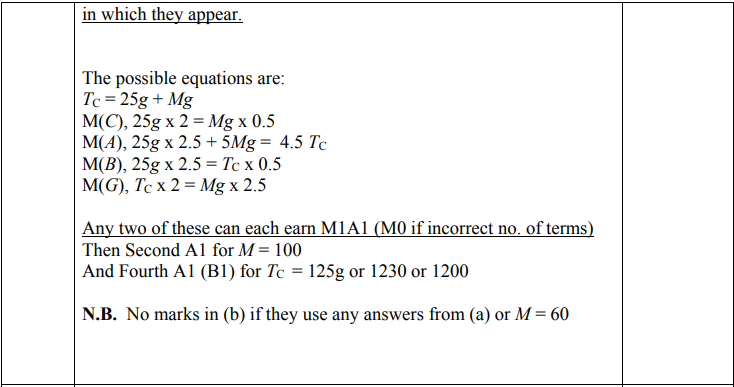 in which they appear.
The possible equations are:
TC = 25g + Mg
M(C), 25g x 2 = Mg x 0.5
M(A), 25g x 2.5 + 5Mg = 4.5 TC
M(B), 25g x 2.5 = TC x 0.5
M(G), TC x 2 = Mg x 2.5
Any two of these can each earn M1A1 (M0 if incorrect no. of terms)
Then Second A1 for M = 100
And Fourth A1 (B1) for TC = 125g or 1230 or 1200
N.B. No marks in (b) if they use any answers from (a) or M = 60